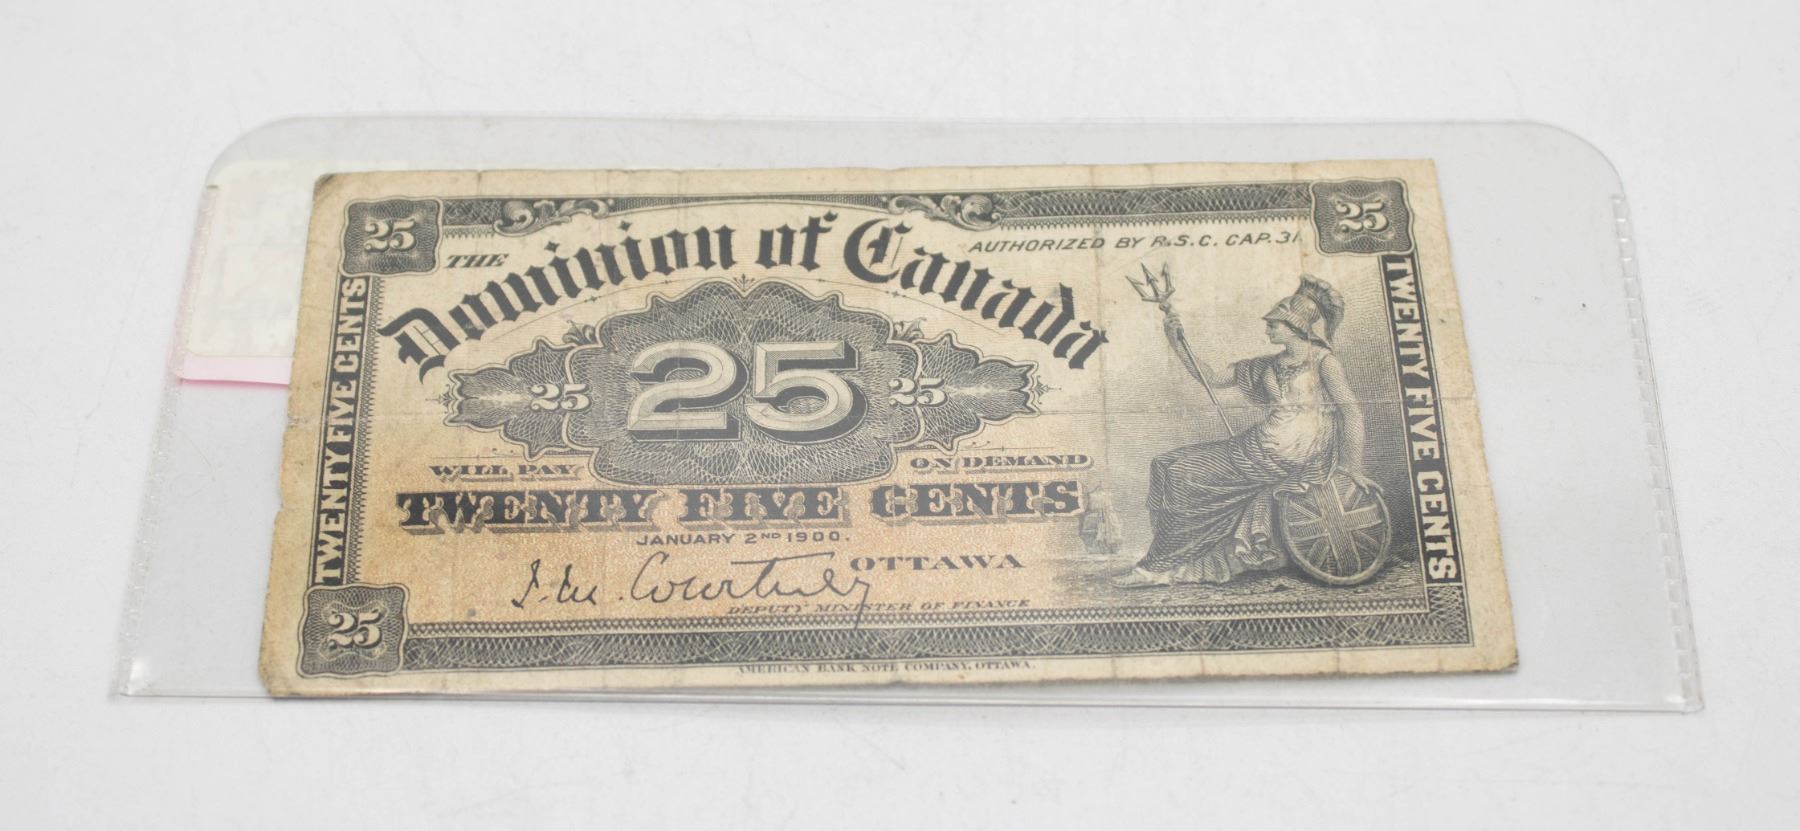 25 25
THE
Dominion of Canada
AUTHORIZED BY R.S.C. CAP. 31.
TWENTY FIVE CENTS
25 25 25
TWENTY FIVE CENTS
WILL PAY ON DEMAND
TWENTY FIVE CENTS
JANUARY 2ND 1900.
OTTAWA
J. M. Courtney
DEPUTY MINISTER OF FINANCE
25
AMERICAN BANK NOTE COMPANY, OTTAWA.